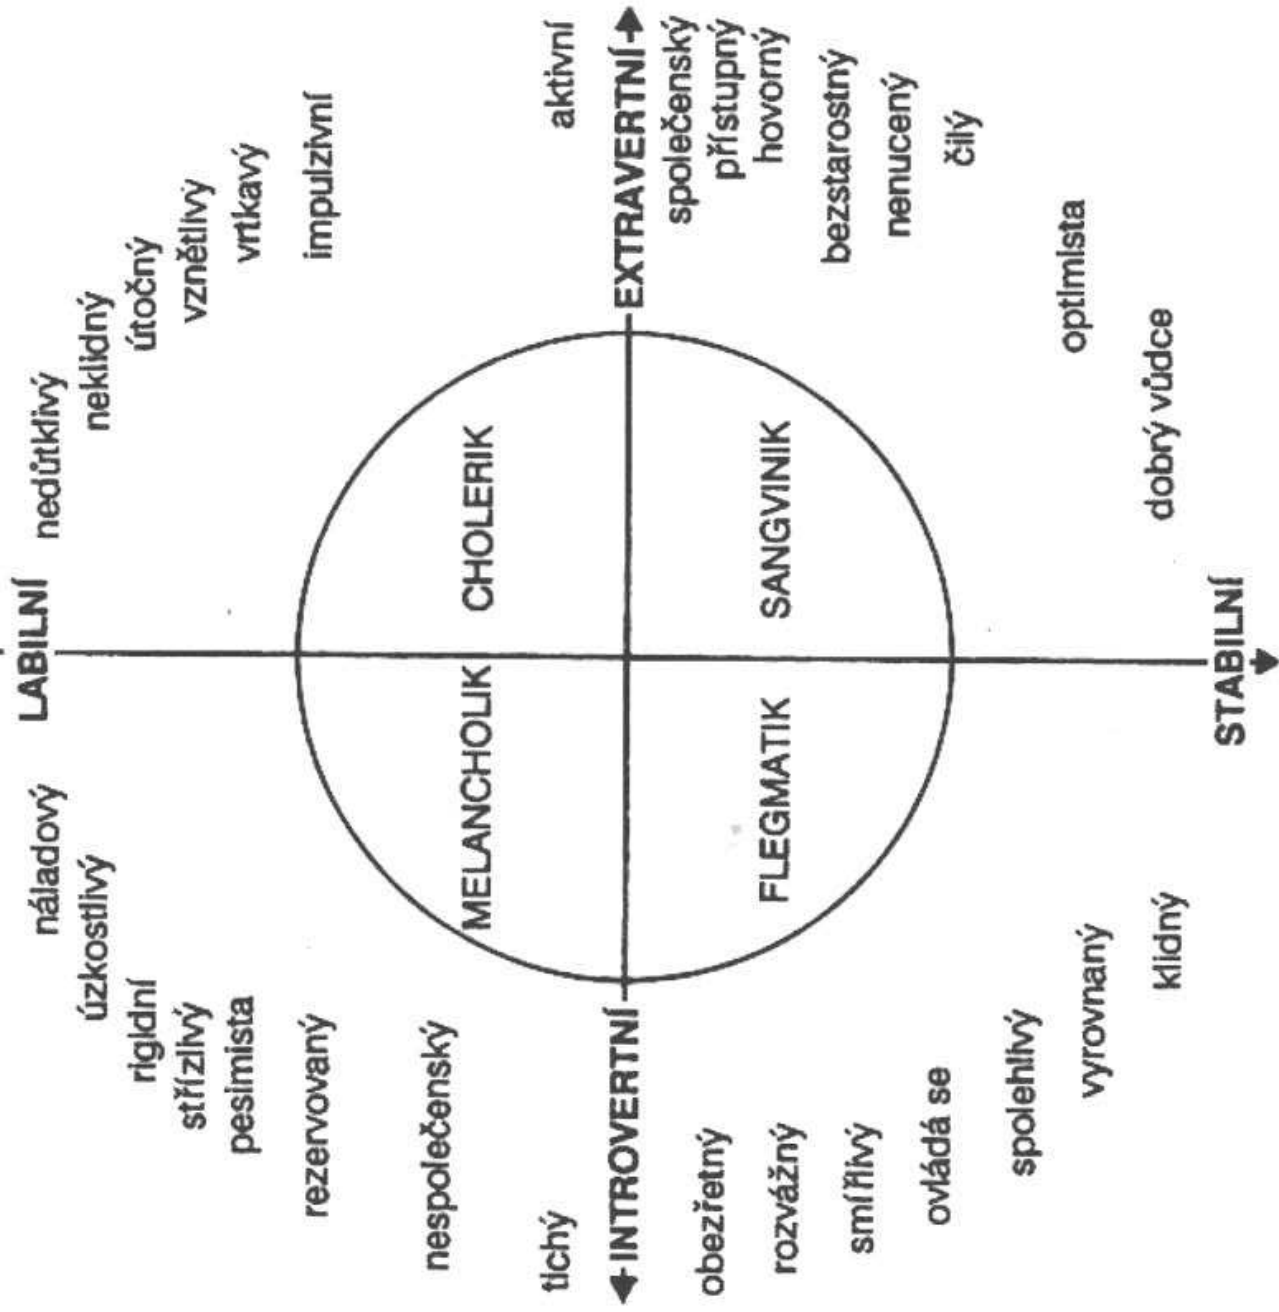 LABILNÍ
náladový nedůtklivý
úzkostlivý neklidný
rigidní útočný
střízlivý vznětlivý
pesimista vrtkavý
rezervovaný impulzivní
nespolečenský
MELANCHOLIK CHOLERIK
tichý aktivní
INTROVERTNÍ EXTRAVERTNÍ
společenský
obezřetný přístupný
rozvážný FLEGMATIK SANGVINIK hovorný
smířlivý bezstarostný
ovládá se nenucený
čilý
spolehlivý
vyrovnaný optimista
klidný dobrý vůdce
STABILNÍ